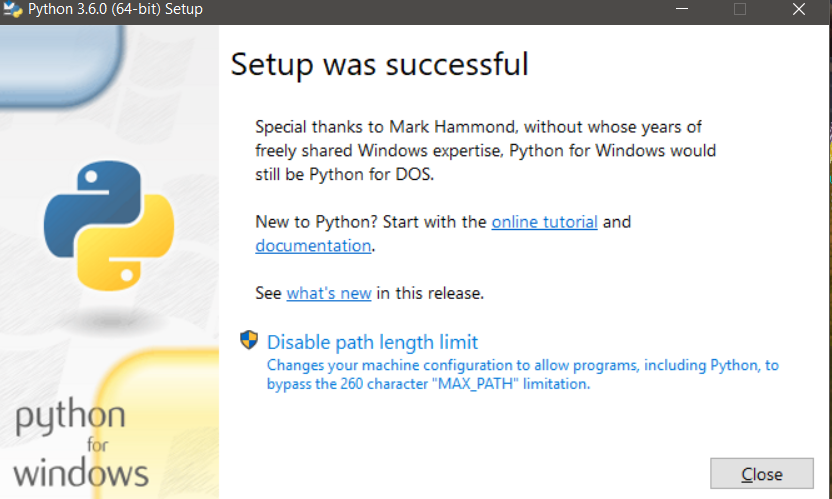 Python 3.6.0 (64-bit) Setup
Setup was successful
Special thanks to Mark Hammond, without whose years of
freely shared Windows expertise, Python for Windows would
still be Python for DOS.
New to Python? Start with the online tutorial and
documentation.
See what's new in this release.
Disable path length limit
Changes your machine configuration to allow programs, including Python, to
bypass the 260 character "MAX_PATH" limitation.
python
for
windows
Close